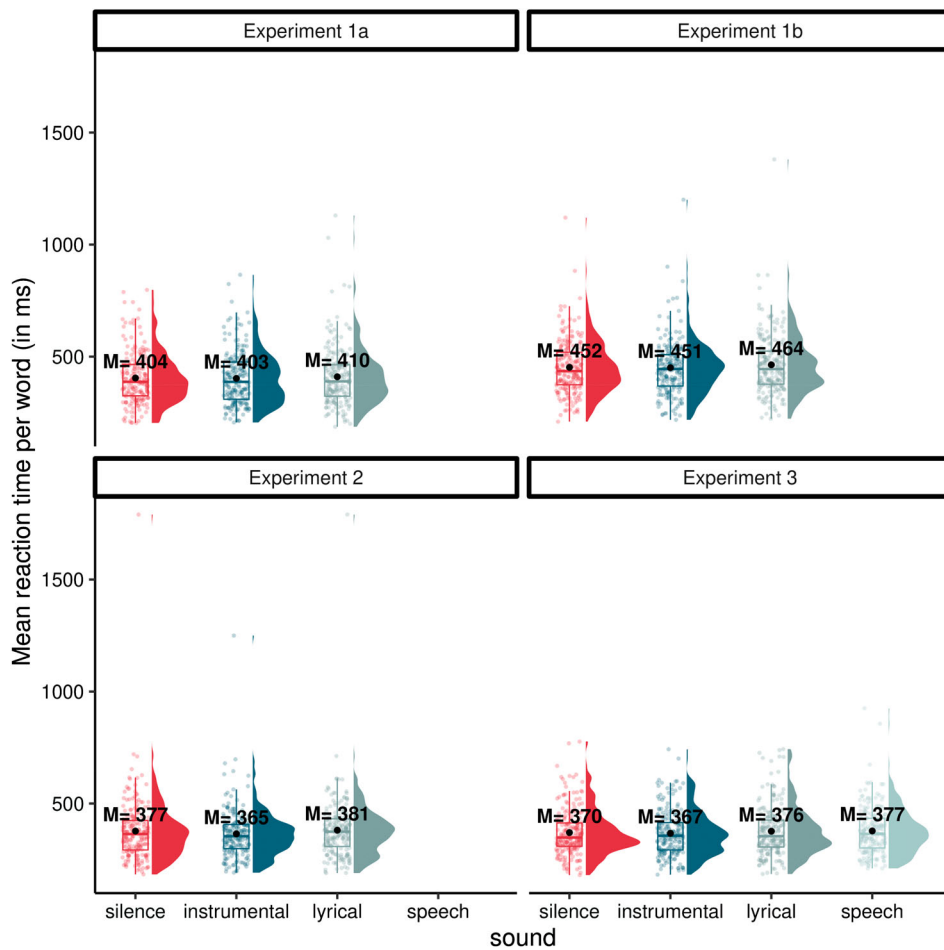 Experiment 1a
Experiment 1b
1500
1000
500
M= 404
M= 403
M= 410
M= 452
M= 451
M= 464
Experiment 2
Experiment 3
1500
1000
500
M= 377
M= 365
M= 381
M= 370
M= 367
M= 376
M= 377
silence
instrumental
lyrical
speech
silence
instrumental
lyrical
speech
sound
Mean reaction time per word (in ms)